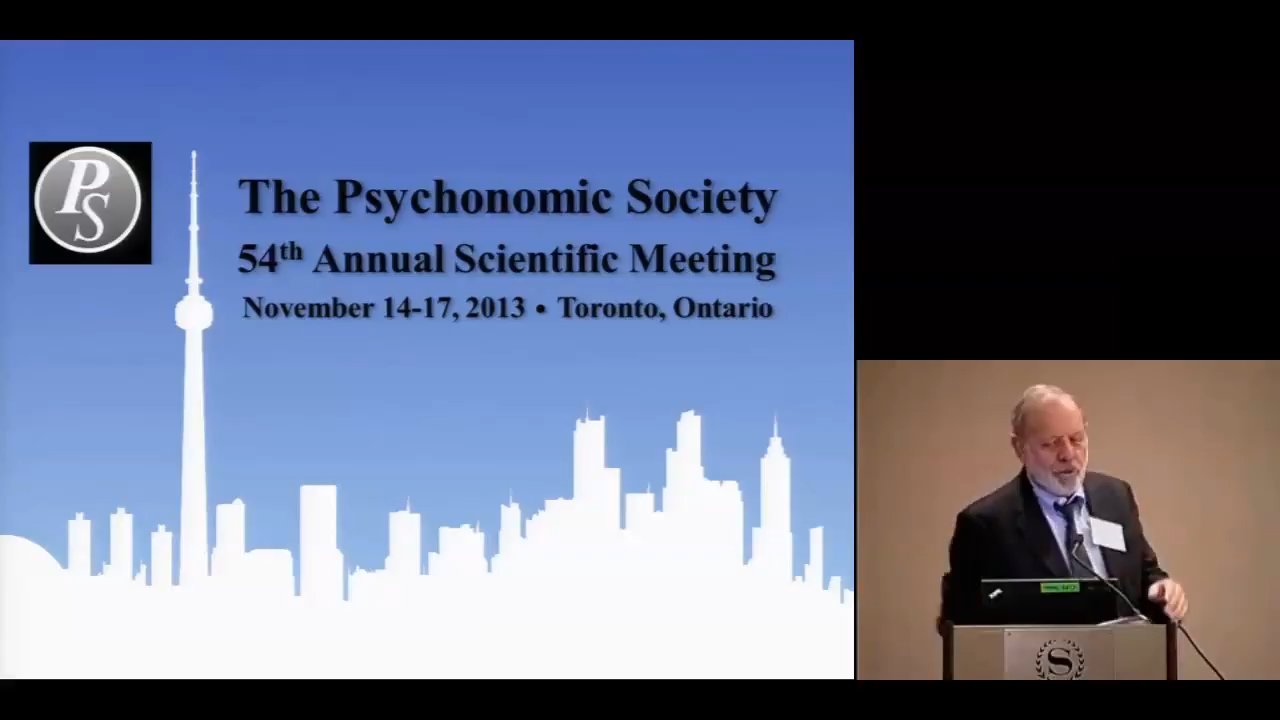 PS
The Psychonomic Society
54th Annual Scientific Meeting
November 14-17, 2013 • Toronto, Ontario
S